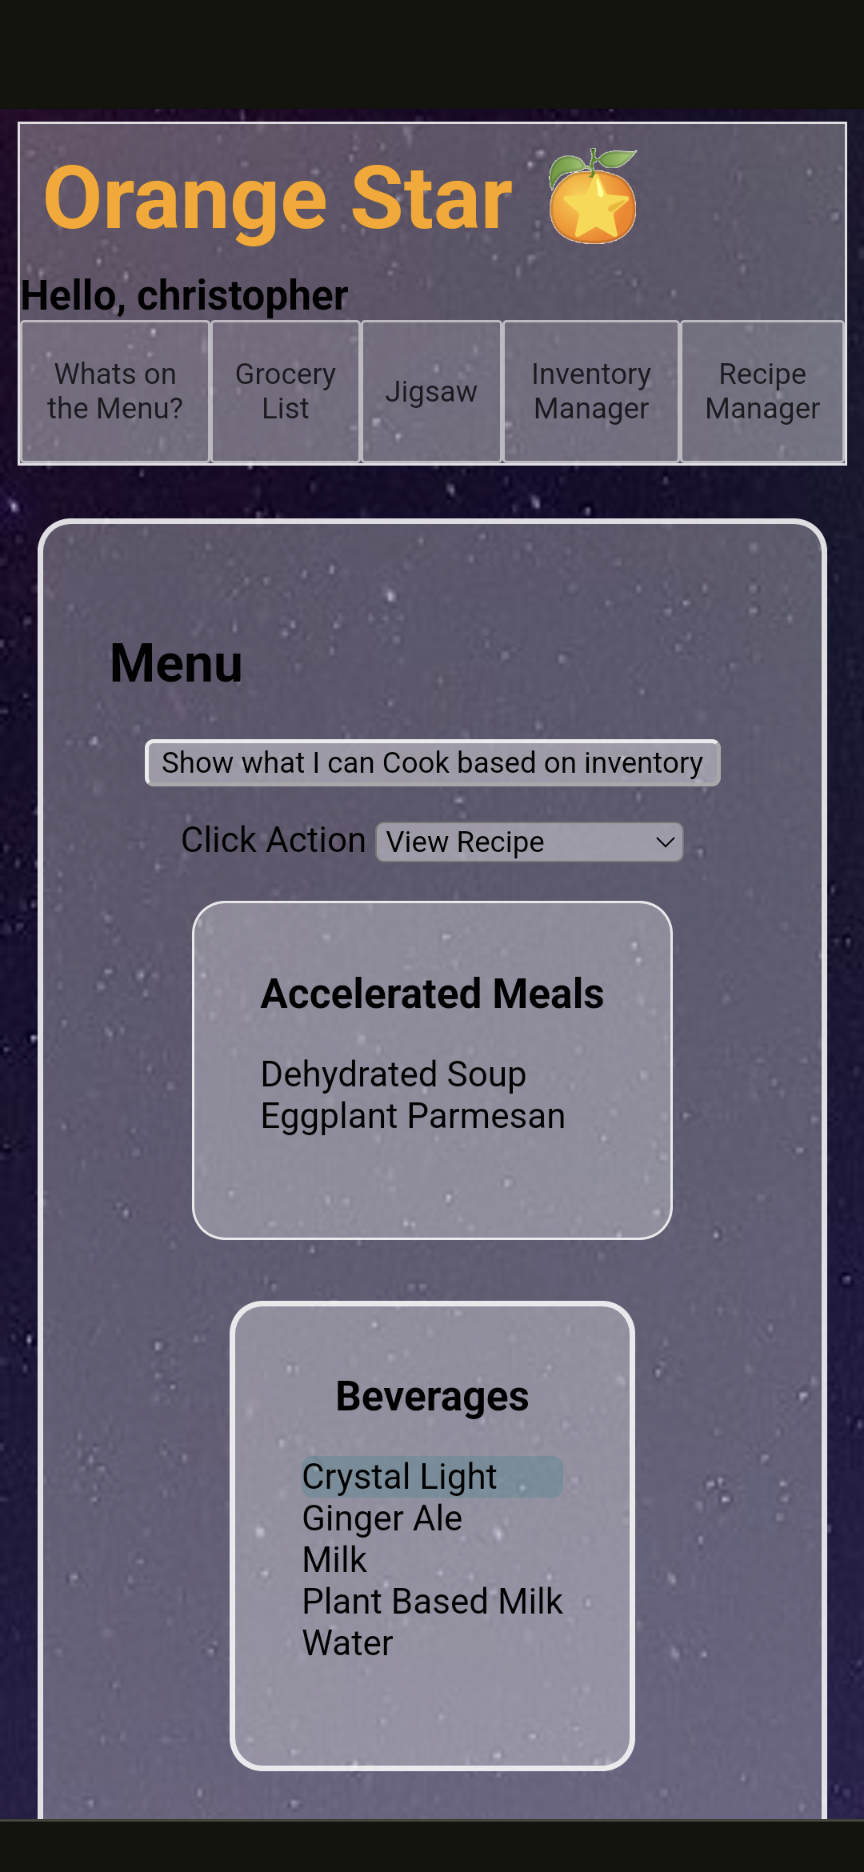 Orange Star
Hello, christopher
Whats on
the Menu?
Grocery
List
Jigsaw
Inventory
Manager
Recipe
Manager
Menu
Show what I can Cook based on inventory
Click Action View Recipe
Accelerated Meals
Dehydrated Soup
Eggplant Parmesan
Beverages
Crystal Light
Ginger Ale
Milk
Plant Based Milk
Water